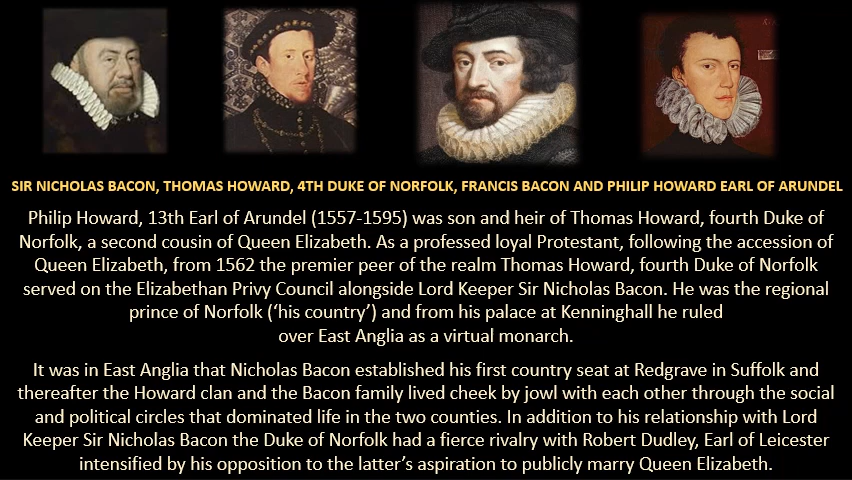 SIR NICHOLAS BACON, THOMAS HOWARD, 4TH DUKE OF NORFOLK, FRANCIS BACON AND PHILIP HOWARD EARL OF ARUNDEL
Philip Howard, 13th Earl of Arundel (1557-1595) was son and heir of Thomas Howard, fourth Duke of
Norfolk, a second cousin of Queen Elizabeth. As a professed loyal Protestant, following the accession of
Queen Elizabeth, from 1562 the premier peer of the realm Thomas Howard, fourth Duke of Norfolk
served on the Elizabethan Privy Council alongside Lord Keeper Sir Nicholas Bacon. He was the regional
prince of Norfolk (‘his country’) and from his palace at Kenninghall he ruled
over East Anglia as a virtual monarch.
It was in East Anglia that Nicholas Bacon established his first country seat at Redgrave in Suffolk and
thereafter the Howard clan and the Bacon family lived cheek by jowl with each other through the social
and political circles that dominated life in the two counties. In addition to his relationship with Lord
Keeper Sir Nicholas Bacon the Duke of Norfolk had a fierce rivalry with Robert Dudley, Earl of Leicester
intensified by his opposition to the latter’s aspiration to publicly marry Queen Elizabeth.